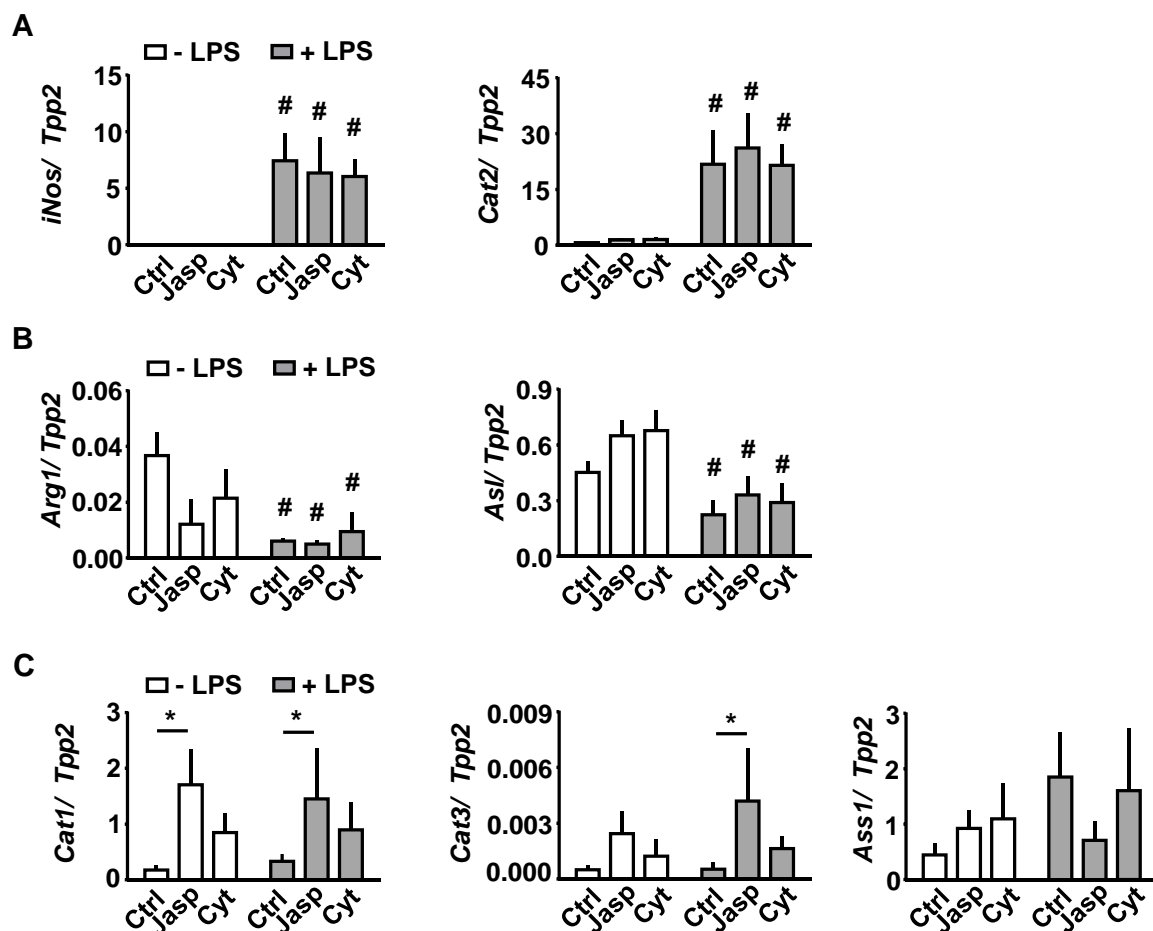 A
- LPS + LPS
iNos/ Tpp2
15
10
5
0
Ctrl Jasp Cyt Ctrl Jasp Cyt
# # #
Cat2/ Tpp2
45
30
15
0
Ctrl Jasp Cyt Ctrl Jasp Cyt
# # #
B
- LPS + LPS
Arg1/ Tpp2
0.06
0.04
0.02
0.00
Ctrl Jasp Cyt Ctrl Jasp Cyt
# # #
Asl/ Tpp2
0.9
0.6
0.3
0.0
Ctrl Jasp Cyt Ctrl Jasp Cyt
# # #
C
- LPS + LPS
Cat1/ Tpp2
3
2
1
0
Ctrl Jasp Cyt Ctrl Jasp Cyt
* *
Cat3/ Tpp2
0.009
0.006
0.003
0.000
Ctrl Jasp Cyt Ctrl Jasp Cyt
*
Ass1/ Tpp2
3
2
1
0
Ctrl Jasp Cyt Ctrl Jasp Cyt